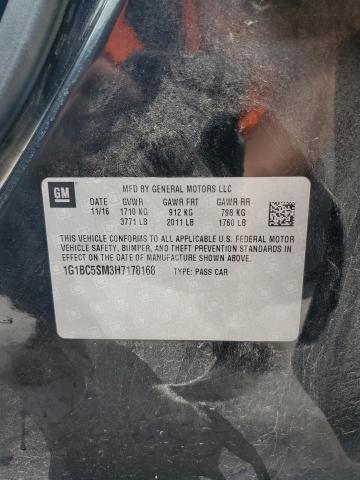 GM
MFD BY GENERAL MOTORS LLC
DATE GVWR GAWR FRT GAWR RR
11/16 1710 KG 912 KG 798 KG
3771 LB 2011 LB 1760 LB
THIS VEHICLE CONFORMS TO ALL APPLICABLE U.S. FEDERAL MOTOR
VEHICLE SAFETY, BUMPER, AND THEFT PREVENTION STANDARDS
IN EFFECT ON THE DATE OF MANUFACTURE SHOWN ABOVE.
1G1BC5SM3H7178168 TYPE: PASS CAR